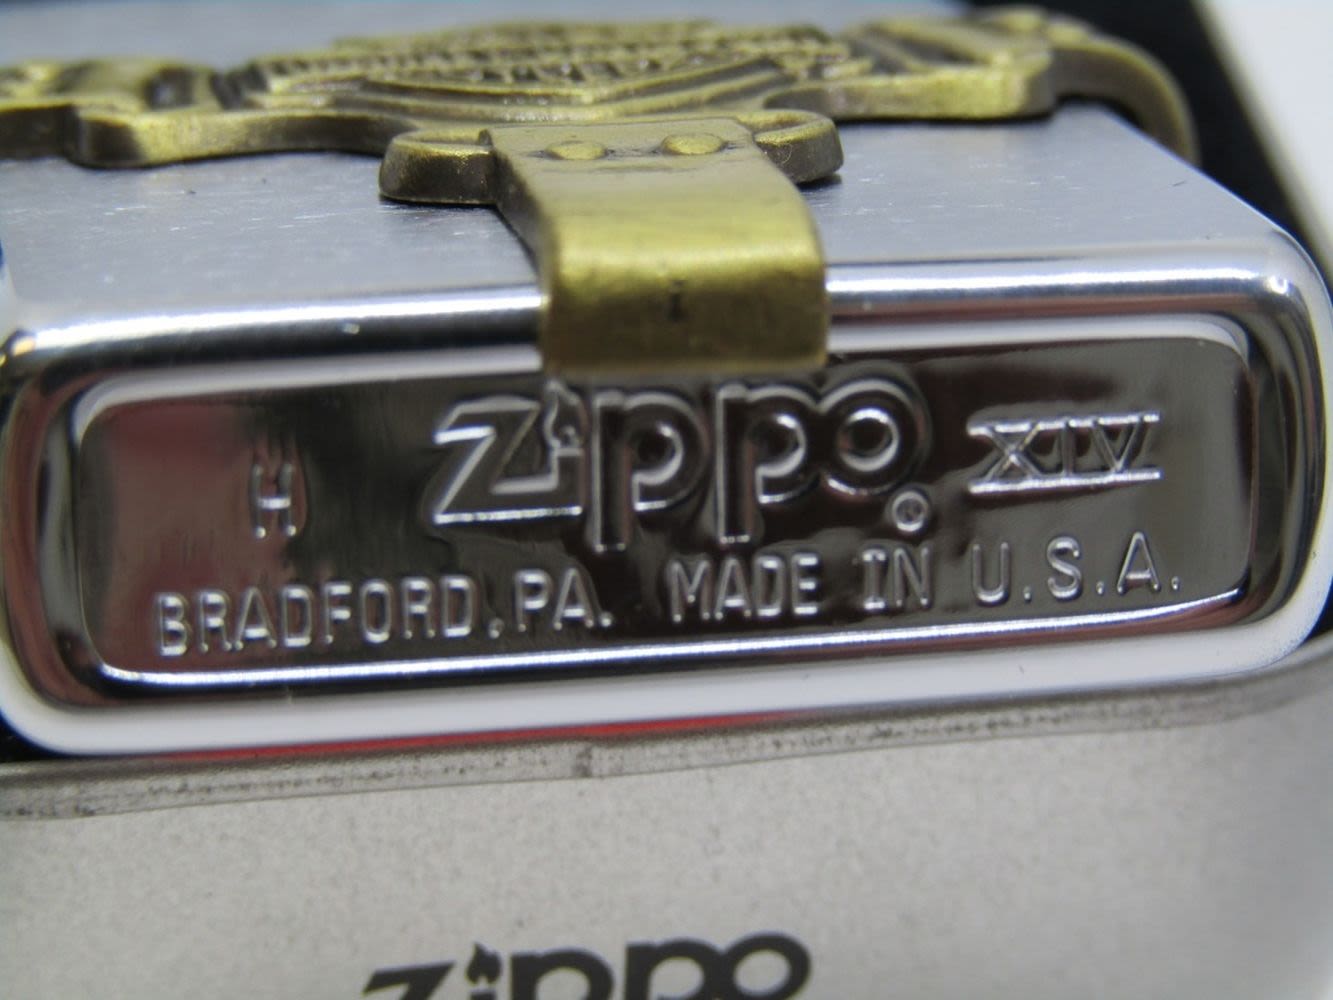 H zippo ® XIV
BRADFORD, PA. MADE IN U.S.A.
zippo